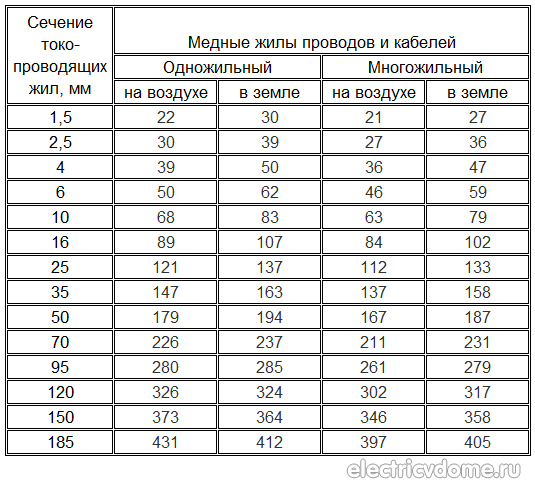 Сечение
токо-
проводящих
жил, мм
Медные жилы проводов и кабелей
Одножильный Многожильный
на воздухе в земле на воздухе в земле
1,5 22 30 21 27
2,5 30 39 27 36
4 39 50 36 47
6 50 62 46 59
10 68 83 63 79
16 89 107 84 102
25 121 137 112 133
35 147 163 137 158
50 179 194 167 187
70 226 237 211 231
95 280 285 261 279
120 326 324 302 317
150 373 364 346 358
185 431 412 397 405
electricvdome.ru